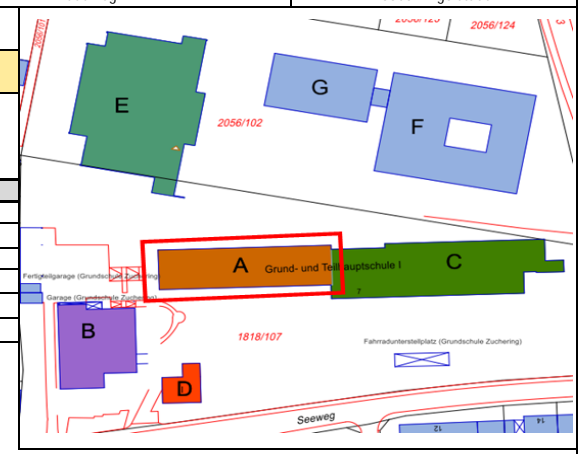 2056/124
E
G
F
2056/102
A
Grund- und Teilhauptschule I
C
7
Fertigteilgarage (Grundschule Zuchering)
Garage (Grundschule Zuchering)
B
1818/107
Fahrradunterstellplatz (Grundschule Zuchering)
D
Seeweg
12
14